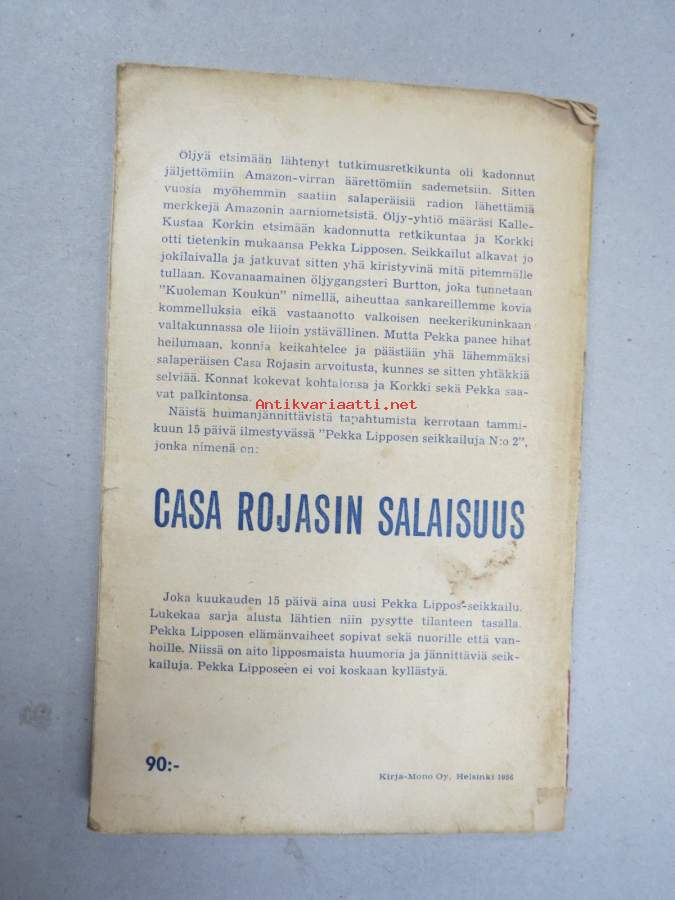 Öljyä etsimään lähtenyt tutkimusretkikunta oli kadonnut
jäljettömiin Amazon-virran äärettömiin sademetsiin. Sitten
vuosia myöhemmin saatiin salaperäisiä radion lähettämiä
merkkejä Amazonin aarniometsistä. Öljy-yhtiö määräsi Kalle-
Kustaa Korkin etsimään kadonnutta retkikuntaa ja Korkki
otti tietenkin mukaansa Pekka Lipposen. Seikkailut alkavat jo
jokilaivalla ja jatkuvat sitten yhä kiristyvinä mitä pitemmälle
tullaan. Kovanaamainen öljygangsteri Burtton, joka tunnetaan
"Kuoleman Koukun" nimellä, aiheuttaa sankareillemme kovia
kommelluksia eikä vastaanotto valkoisen neekerikuninkaan
valtakunnassa ole liioin ystävällinen. Mutta Pekka panee hihat
heilumaan, konnia keikahtelee ja päästään yhä lähemmäksi
salaperäisen Casa Rojasin arvoitusta, kunnes se sitten yhtäkkiä
selviää. Konnat kokevat kohtalonsa ja Korkki sekä Pekka saa-
vat palkintonsa.
Antikvariaatti.net
Näistä huimanjännittävistä tapahtumista kerrotaan tammi-
kuun 15 päivä ilmestyvässä "Pekka Lipposen seikkailuja N:o 2",
jonka nimenä on:
CASA ROJASIN SALAISUUS
Joka kuukauden 15 päivä aina uusi Pekka Lippos-seikkailu.
Lukekaa sarja alusta lähtien niin pysytte tilanteen tasalla.
Pekka Lipposen elämänvaiheet sopivat sekä nuorille että van-
hoille. Niissä on aito lipposmaista huumoria ja jännittäviä seik-
kailuja. Pekka Lipposeen ei voi koskaan kyllästyä.
90:-
Kirja-Mono Oy, Helsinki 1956